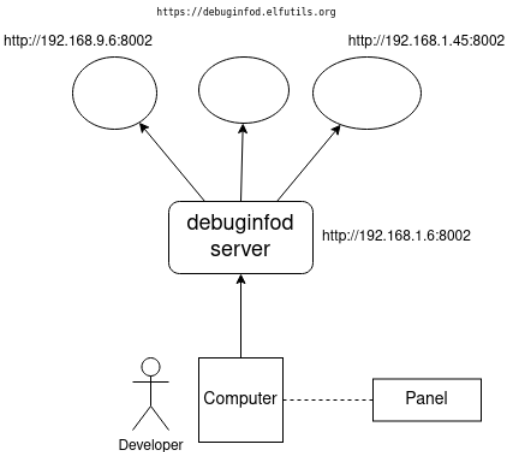 https://debuginfod.elfutils.org
http://192.168.9.6:8002
http://192.168.1.45:8002
debuginfod
server
http://192.168.1.6:8002
Computer
Panel
Developer